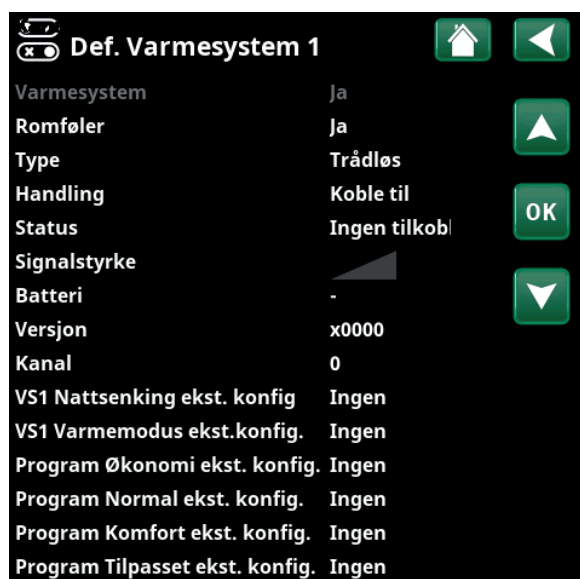 Def. Varmesystem 1
Varmesystem Ja
Romføler Ja
Type Trådløs
Handling Koble til
OK
Status Ingen tilkobl
Signalstyrke
Batteri -
Versjon x0000
Kanal 0
VS1 Nattsenking ekst. konfig Ingen
VS1 Varmemodus ekst.konfig. Ingen
Program Økonomi ekst. konfig. Ingen
Program Normal ekst. konfig. Ingen
Program Komfort ekst. konfig. Ingen
Program Tilpasset ekst. konfig. Ingen